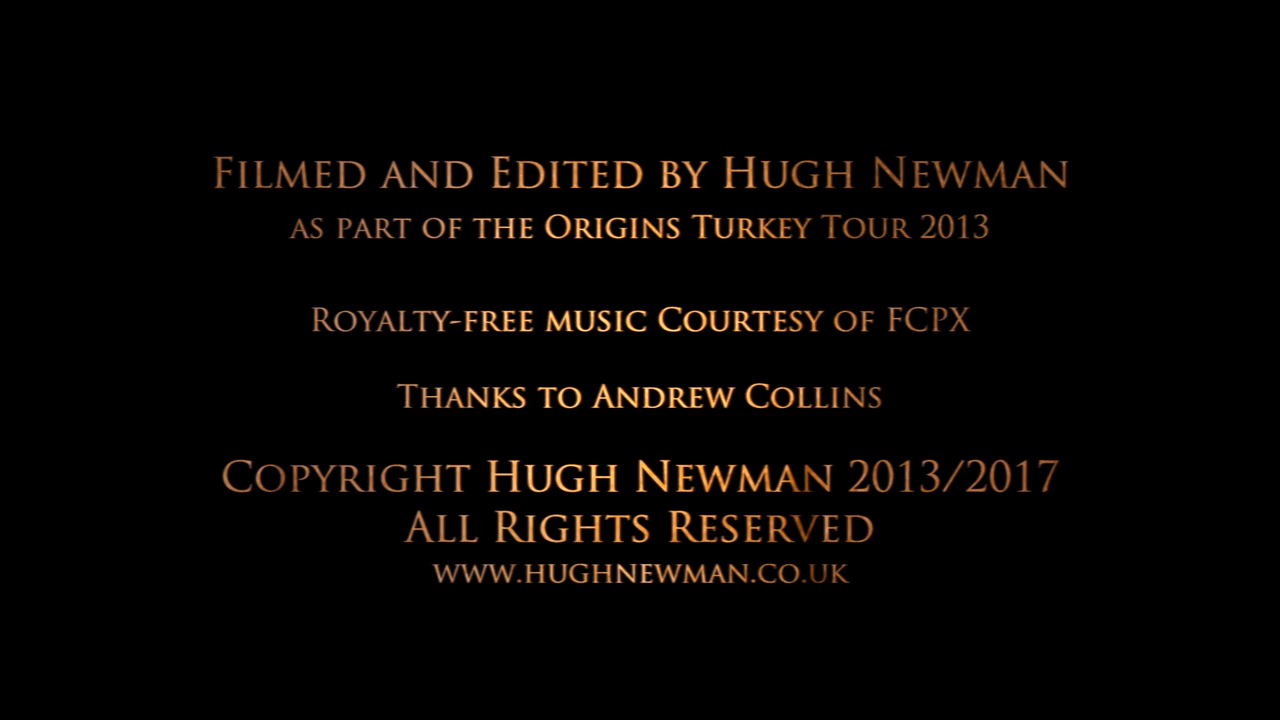 Filmed and Edited by Hugh Newman
as part of the Origins Turkey Tour 2013
Royalty-free music Courtesy of FCPX
Thanks to Andrew Collins
Copyright Hugh Newman 2013/2017
All Rights Reserved
www.hughnewman.co.uk